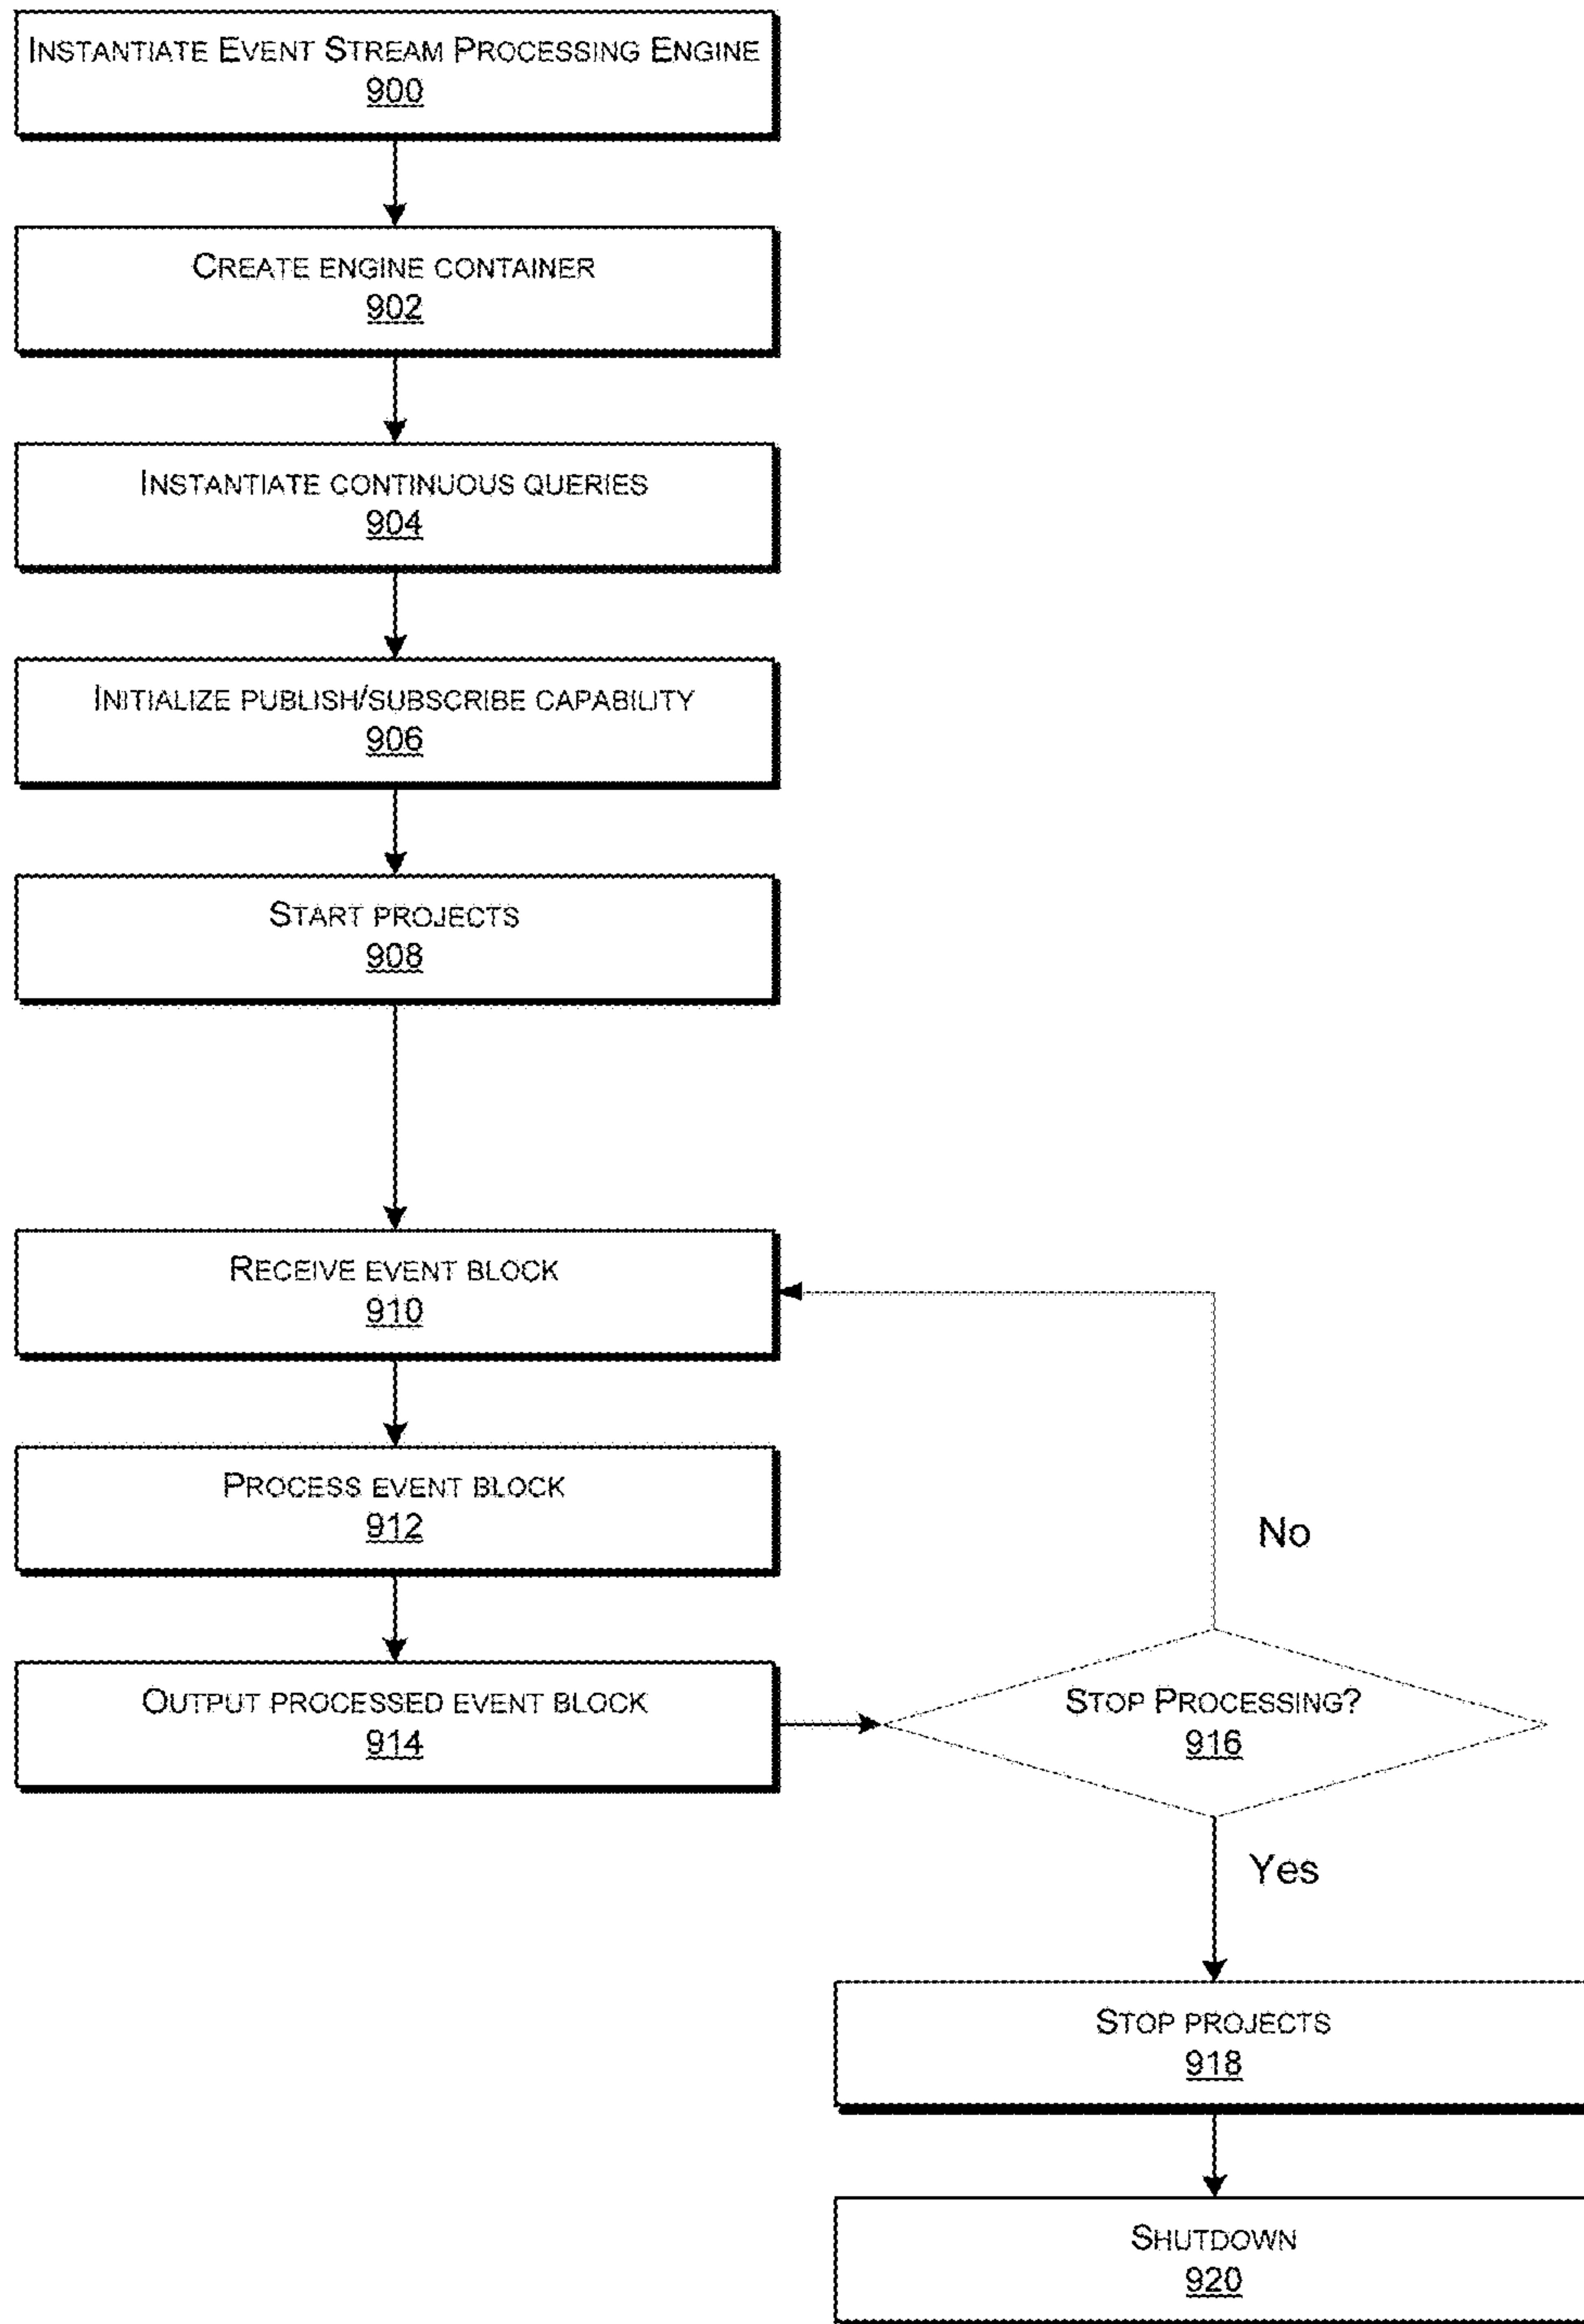 INSTANTIATE EVENT STREAM PROCESSING ENGINE
900
CREATE ENGINE CONTAINER
902
INSTANTIATE CONTINUOUS QUERIES
904
INITIALIZE PUBLISH/SUBSCRIBE CAPABILITY
906
START PROJECTS
908
RECEIVE EVENT BLOCK
910
PROCESS EVENT BLOCK
912
No
OUTPUT PROCESSED EVENT BLOCK
914
STOP PROCESSING?
916
Yes
STOP PROJECTS
918
SHUTDOWN
920